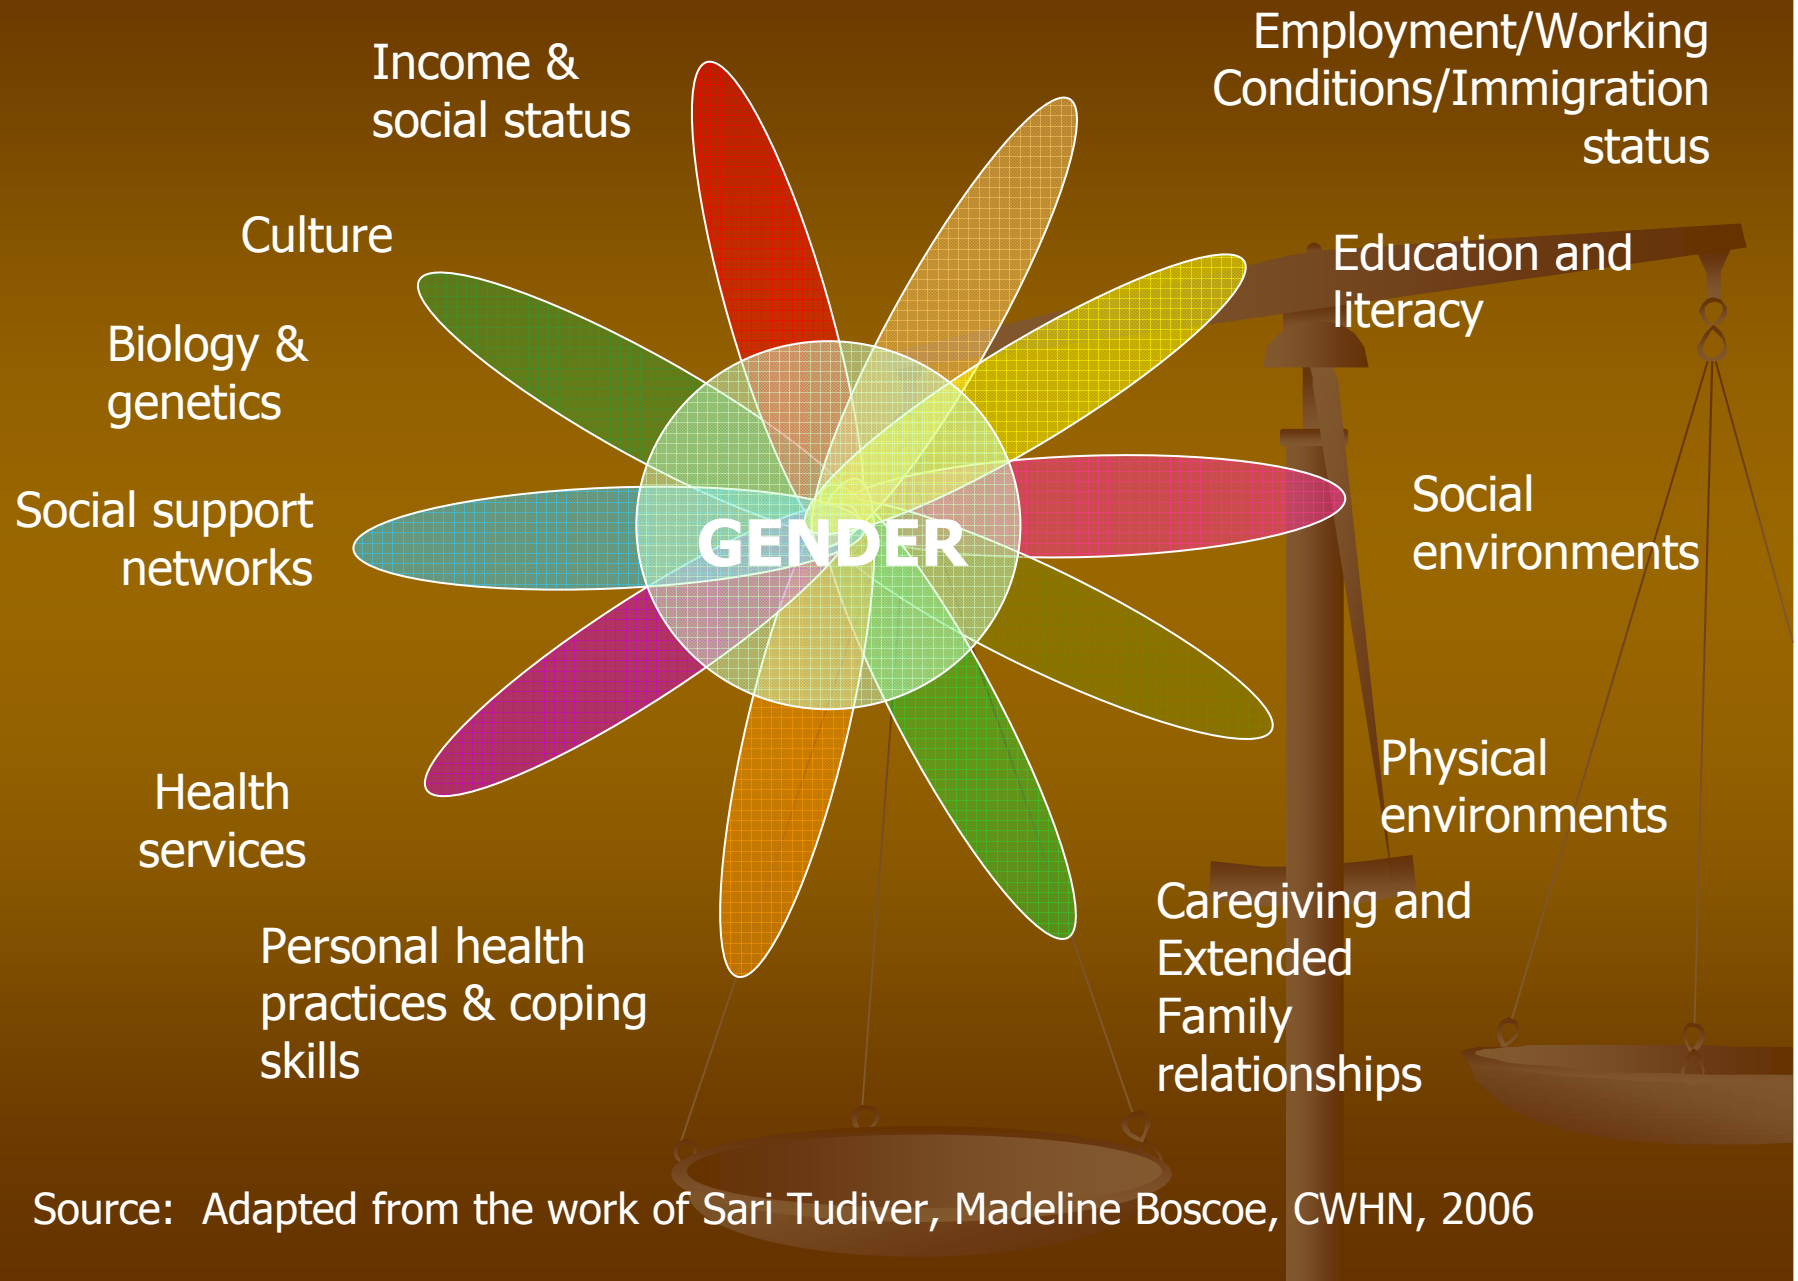 Income &
social status
Employment/Working
Conditions/Immigration
status
Culture
Education and
literacy
Biology &
genetics
Social support
networks
Social
environments
GENDER
Physical
environments
Health
services
Caregiving and
Extended
Family
relationships
Personal health
practices & coping
skills
Source:  Adapted from the work of Sari Tudiver, Madeline Boscoe, CWHN, 2006